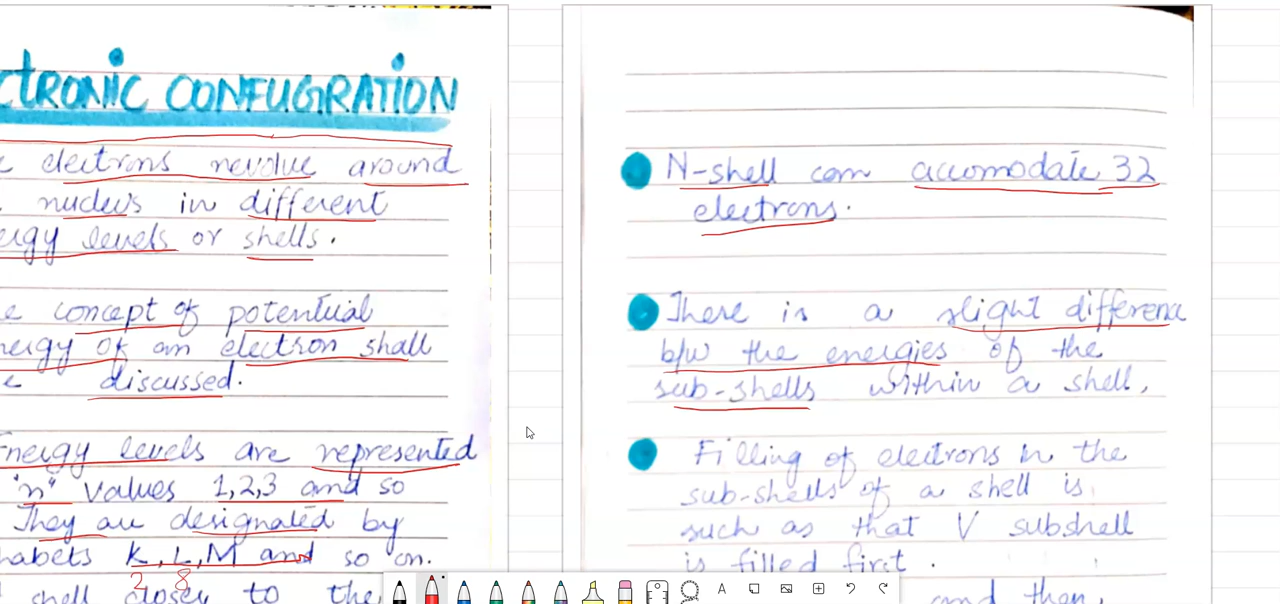 CTRONIC CONFUGIRATION
electrons revolve around
nucleus in different
ergy levels or shells.
e concept of potential
nergy of an electron shall
e discussed.
Energy levels are represented
"n" values 1,2,3 and so
They are designated by
habets K, L, M and so on.
2 8
shell closer to the
N-shell can accomodate 32
electrons.
There is a slight difference
b/w the energies of the
sub-shells within a shell,
Filling of electrons in the
sub-shells of a shell is
such as that V subshell
is filled first.
and then,
A